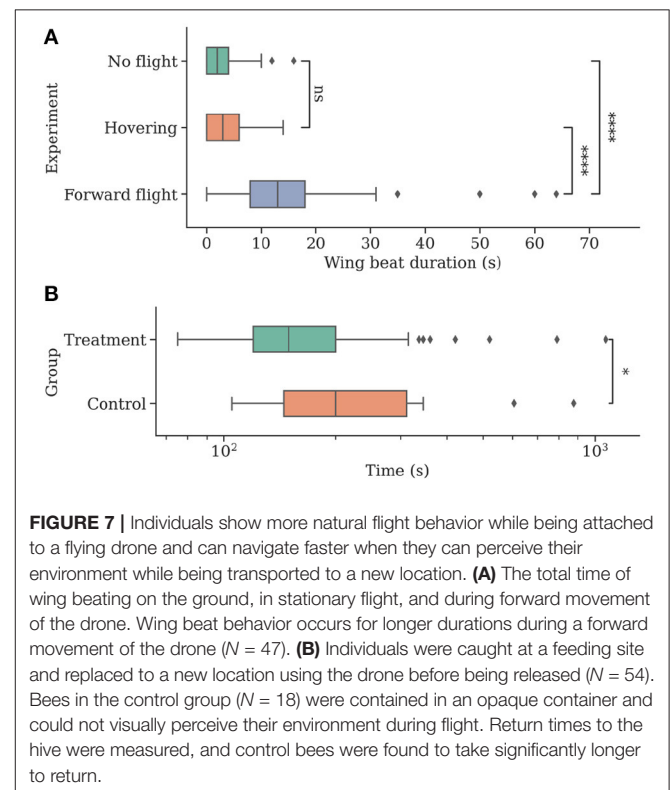 A
No flight
Hovering
Forward flight
Experiment
ns
****
****
0 10 20 30 40 50 60 70
Wing beat duration (s)
B
Treatment
Control
Group
*
10² 10³
Time (s)
FIGURE 7 | Individuals show more natural flight behavior while being attached
to a flying drone and can navigate faster when they can perceive their
environment while being transported to a new location. (A) The total time of
wing beating on the ground, in stationary flight, and during forward movement
of the drone. Wing beat behavior occurs for longer durations during a forward
movement of the drone (N = 47). (B) Individuals were caught at a feeding site
and replaced to a new location using the drone before being released (N = 54).
Bees in the control group (N = 18) were contained in an opaque container and
could not visually perceive their environment during flight. Return times to the
hive were measured, and control bees were found to take significantly longer
to return.